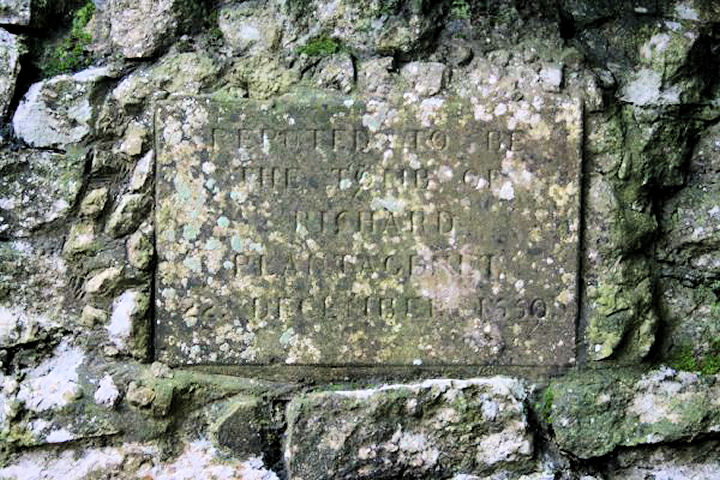 REPUTED TO BE
THE TOMB OF
RICHARD
PLANTAGENET
22. DECEMBER 1550